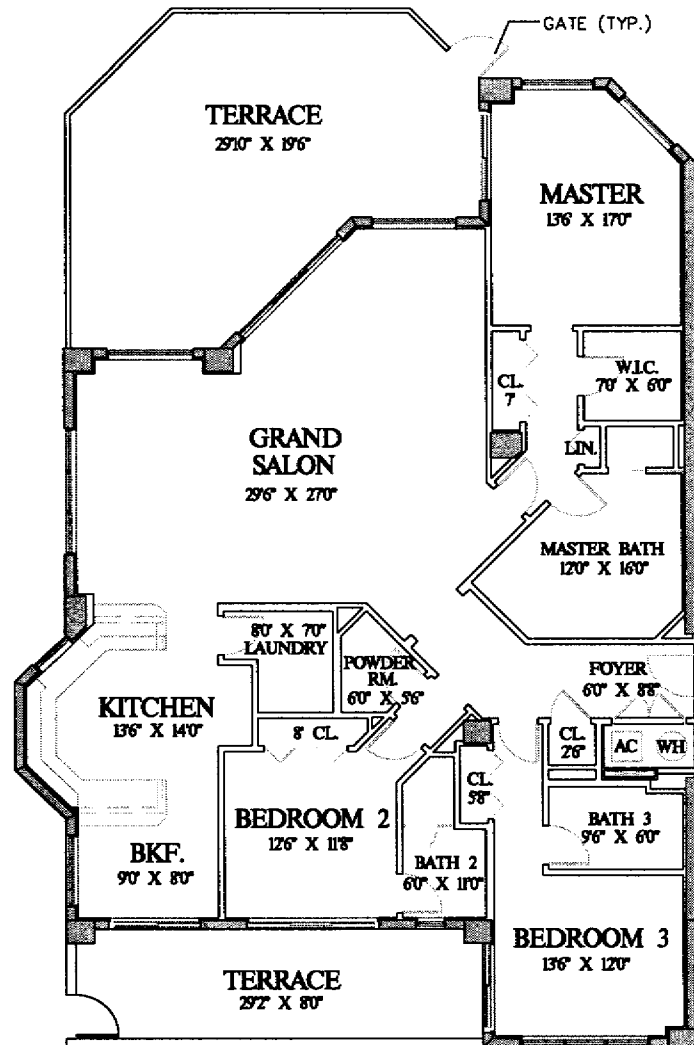 GATE (TYP.)
TERRACE
29'10" X 19'6"
MASTER
13'6" X 17'0"
CL.
7'
W.I.C.
7'0" X 6'0"
LIN.
GRAND
SALON
29'6" X 27'0"
MASTER BATH
12'0" X 16'0"
8'0" X 7'0"
LAUNDRY
POWDER
RM.
6'0" X 5'6"
FOYER
6'0" X 8'8"
KITCHEN
13'6" X 14'0"
8' CL.
CL.
2'6"
AC
WH
CL.
5'8"
BEDROOM 2
12'6" X 11'8"
BATH 3
9'6" X 6'0"
BKF.
9'0" X 8'0"
BATH 2
6'0" X 11'0"
BEDROOM 3
13'6" X 12'0"
TERRACE
29'2" X 8'0"